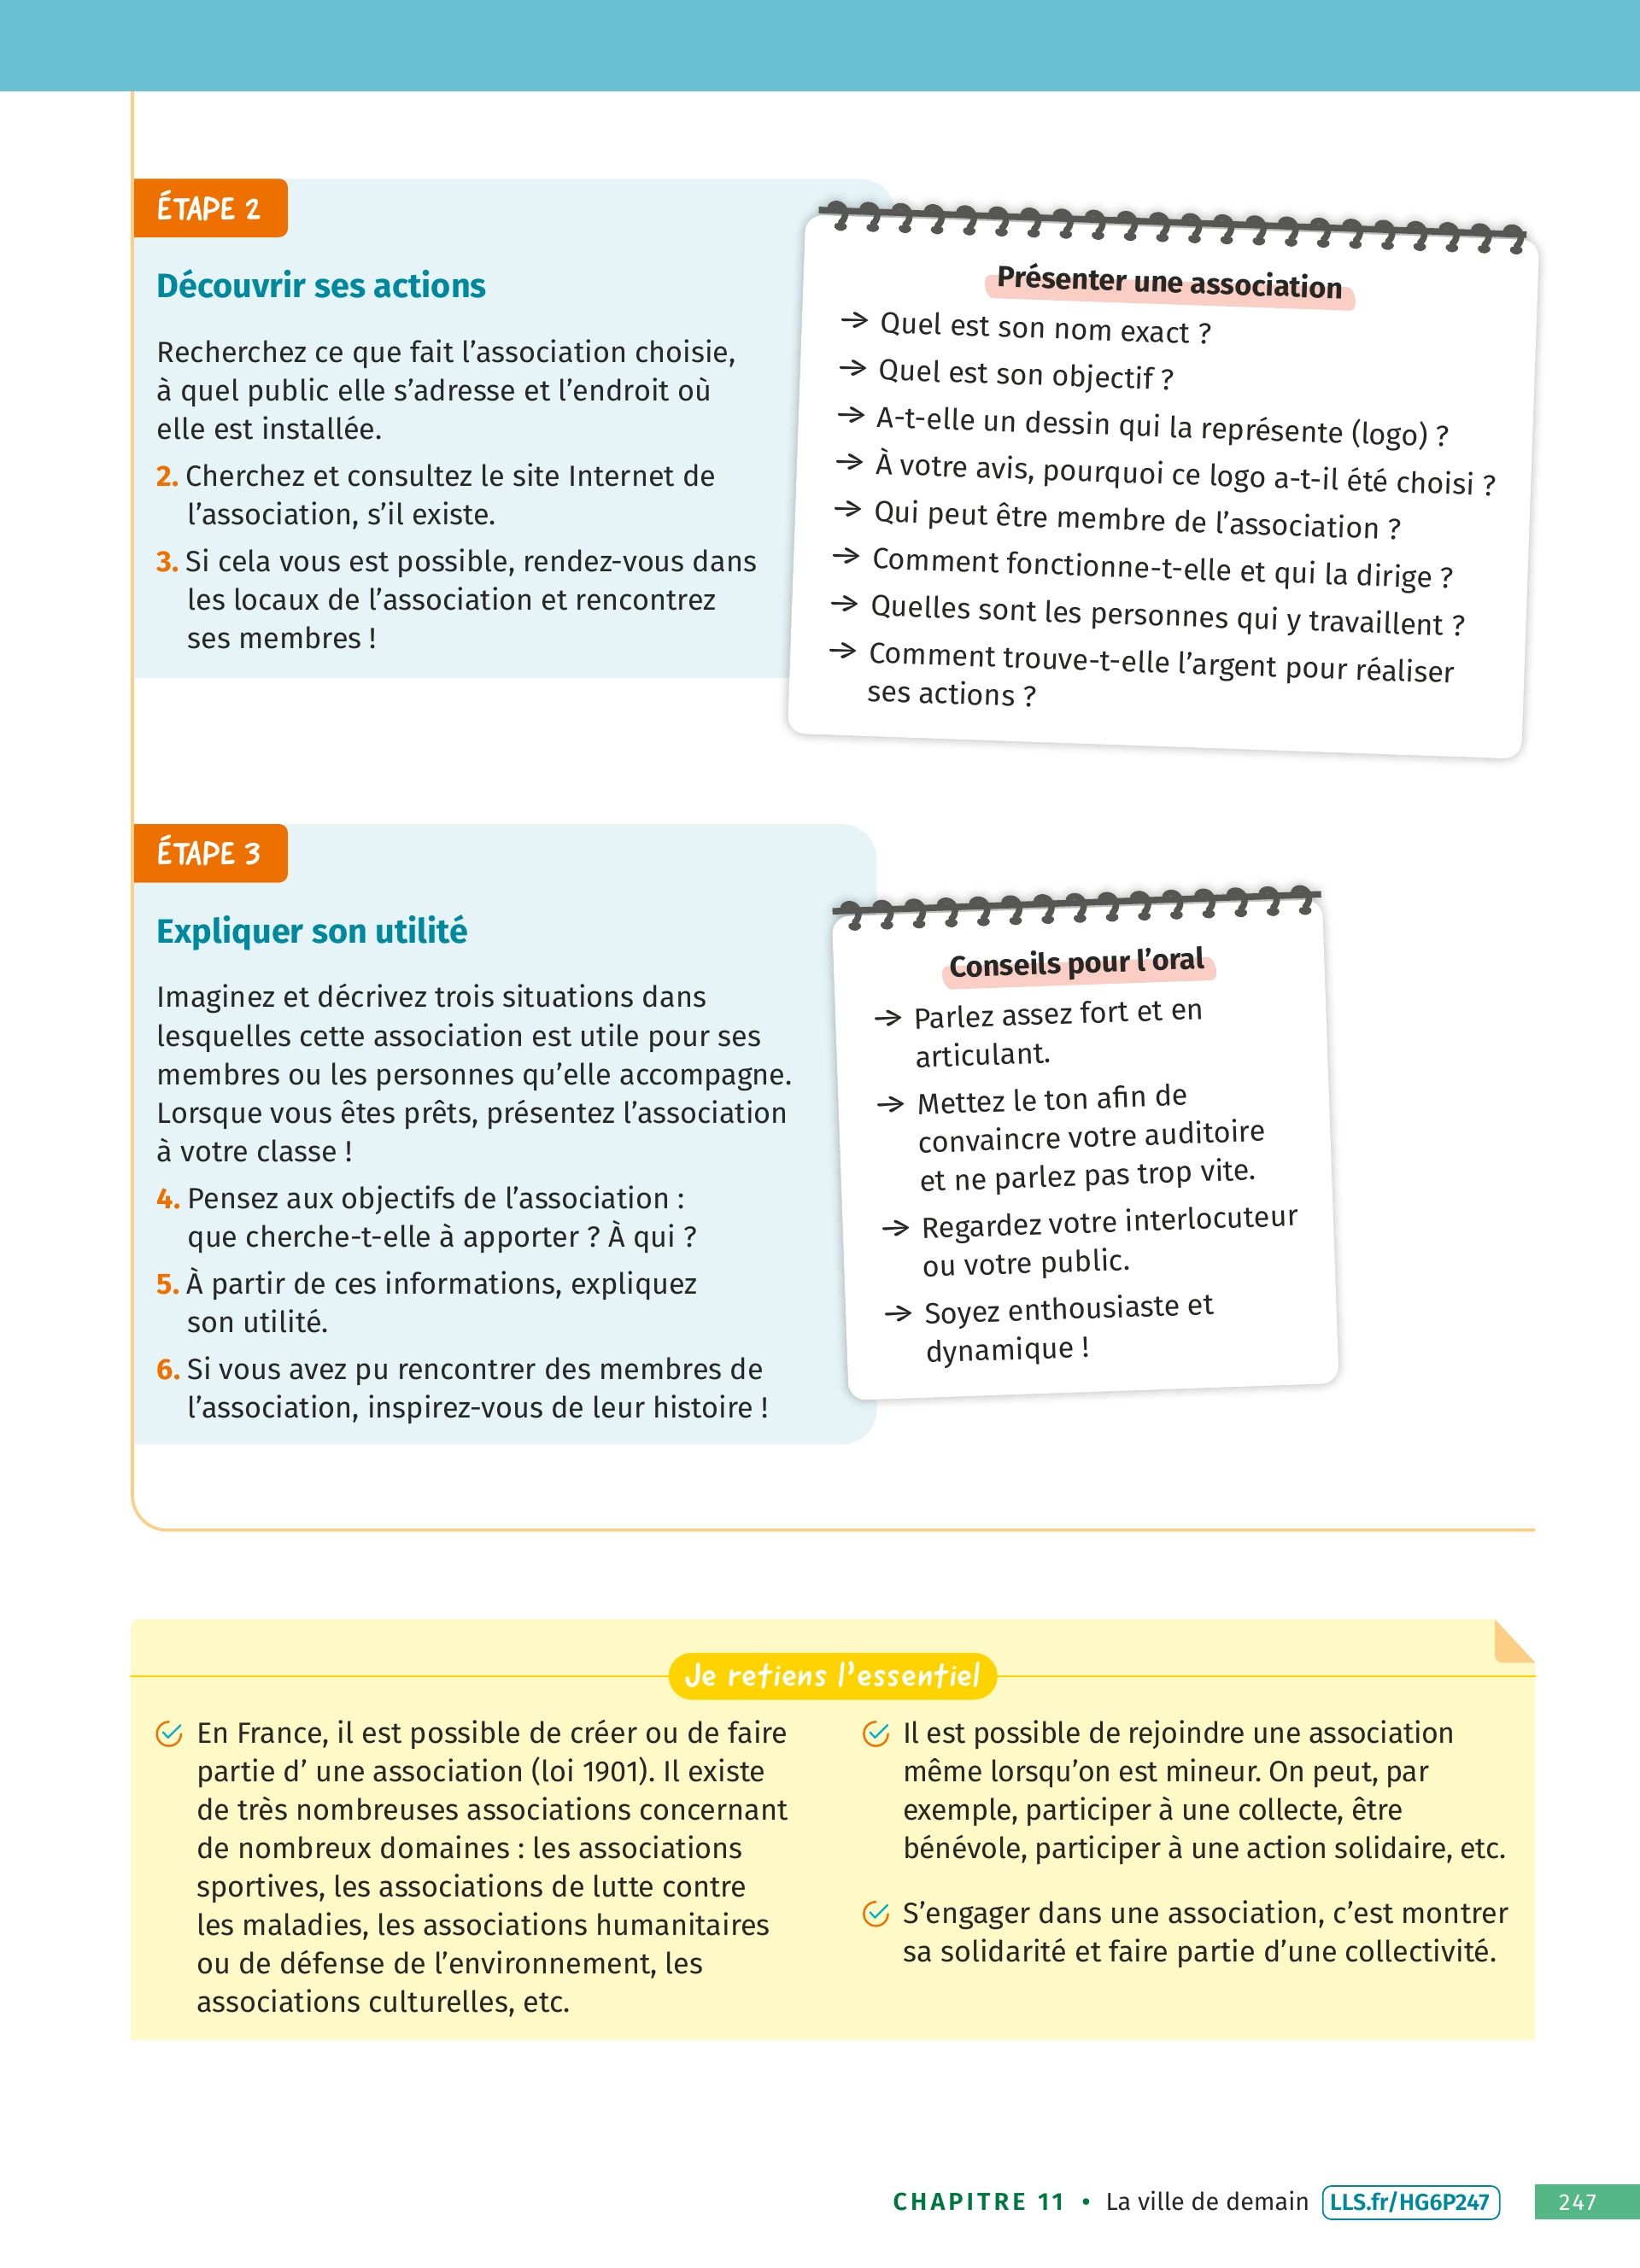 ÉTAPE 2
Découvrir ses actions
Recherchez ce que fait l'association choisie,
à quel public elle s'adresse et l'endroit où
elle est installée.
2. Cherchez et consultez le site Internet de
l'association, s'il existe.
3. Si cela vous est possible, rendez-vous dans
les locaux de l'association et rencontrez
ses membres !
Présenter une association
→ Quel est son nom exact ?
→ Quel est son objectif ?
→ A-t-elle un dessin qui la représente (logo) ?
→ À votre avis, pourquoi ce logo a-t-il été choisi ?
→ Qui peut être membre de l'association ?
→ Comment fonctionne-t-elle et qui la dirige ?
→ Quelles sont les personnes qui y travaillent ?
→ Comment trouve-t-elle l'argent pour réaliser
ses actions ?
ÉTAPE 3
Expliquer son utilité
Imaginez et décrivez trois situations dans
lesquelles cette association est utile pour ses
membres ou les personnes qu'elle accompagne.
Lorsque vous êtes prêts, présentez l'association
à votre classe !
4. Pensez aux objectifs de l'association :
que cherche-t-elle à apporter ? À qui ?
5. À partir de ces informations, expliquez
son utilité.
6. Si vous avez pu rencontrer des membres de
l'association, inspirez-vous de leur histoire !
Conseils pour l'oral
→ Parlez assez fort et en
articulant.
→ Mettez le ton afin de
convaincre votre auditoire
et ne parlez pas trop vite.
→ Regardez votre interlocuteur
ou votre public.
→ Soyez enthousiaste et
dynamique !
Je retiens l'essentiel
En France, il est possible de créer ou de faire
partie d' une association (loi 1901). Il existe
de très nombreuses associations concernant
de nombreux domaines : les associations
sportives, les associations de lutte contre
les maladies, les associations humanitaires
ou de défense de l'environnement, les
associations culturelles, etc.
Il est possible de rejoindre une association
même lorsqu'on est mineur. On peut, par
exemple, participer à une collecte, être
bénévole, participer à une action solidaire, etc.
S'engager dans une association, c'est montrer
sa solidarité et faire partie d'une collectivité.
CHAPITRE 11 • La ville de demain LLS.fr/HG6P247 247